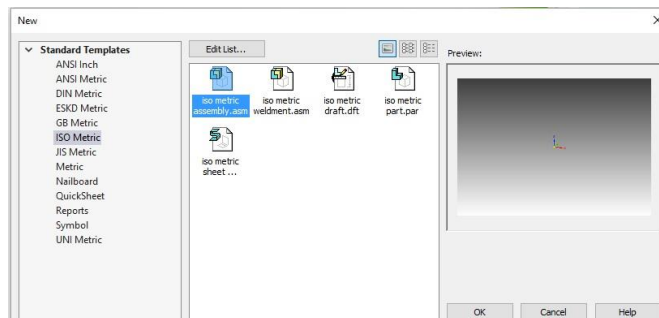 New
Standard Templates
ANSI Inch
ANSI Metric
DIN Metric
ESKD Metric
GB Metric
ISO Metric
JIS Metric
Metric
Nailboard
QuickSheet
Reports
Symbol
UNI Metric
Edit List...
iso metric
assembly.asm
iso metric
weldment.asm
iso metric
draft.dft
iso metric
part.par
iso metric
sheet ...
Preview:
OK
Cancel
Help